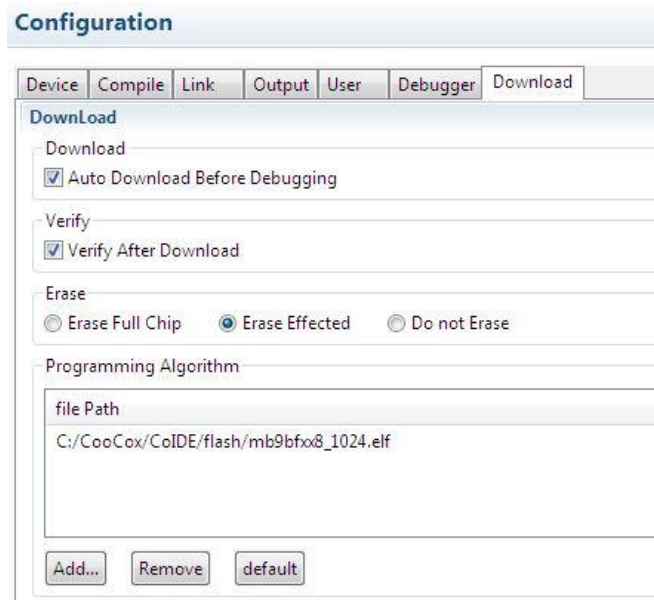 Configuration
Device Compile Link Output User Debugger Download
DownLoad
Download
Auto Download Before Debugging
Verify
Verify After Download
Erase
Erase Full Chip Erase Effected Do not Erase
Programming Algorithm
file Path
C:/CooCox/CoIDE/flash/mb9bfxx8_1024.elf
Add... Remove default